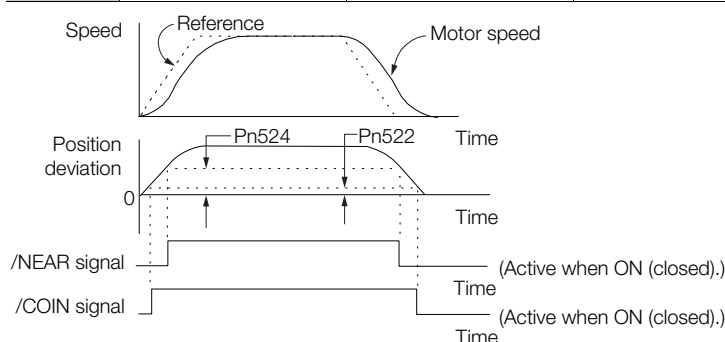 Speed
Reference
Motor speed
Time
Position
deviation
Pn524
Pn522
0
Time
/NEAR signal
(Active when ON (closed).)
Time
/COIN signal
(Active when ON (closed).)
Time